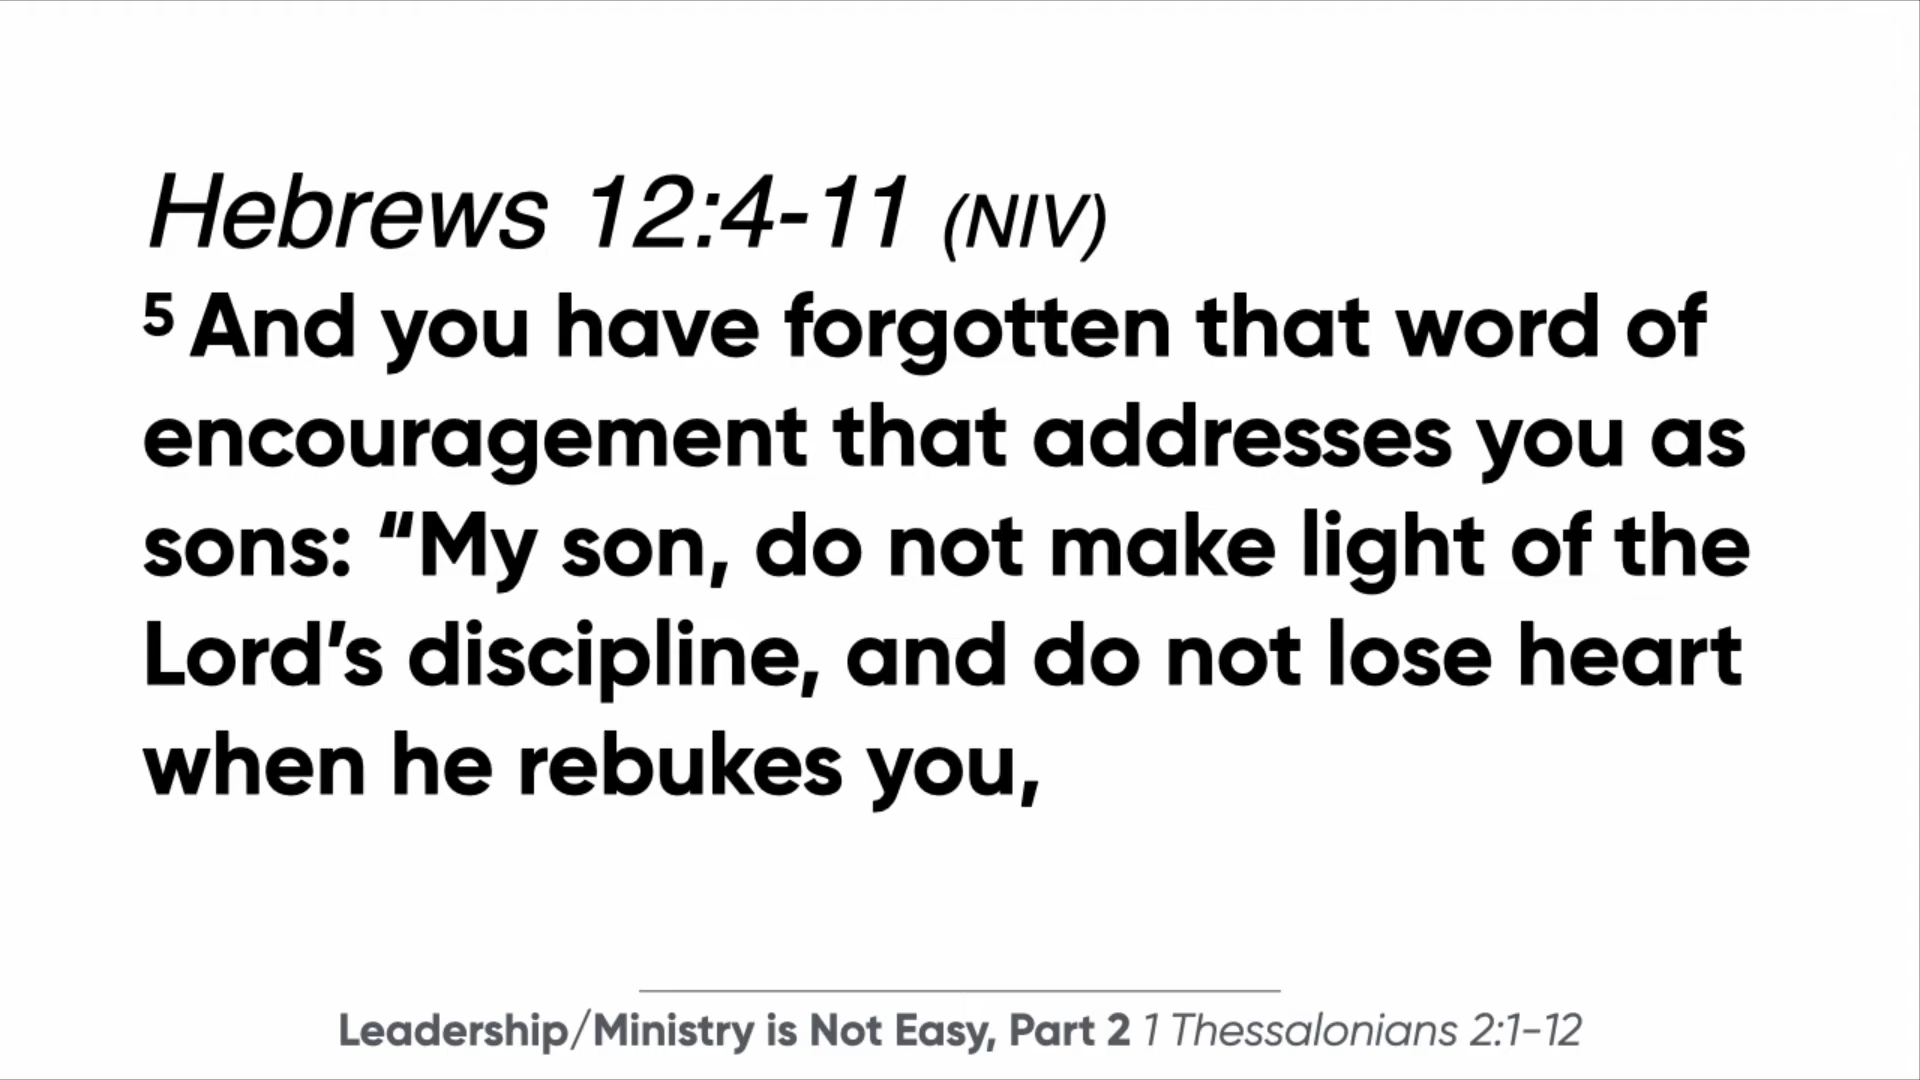 Hebrews 12:4-11 (NIV)
5 And you have forgotten that word of
encouragement that addresses you as
sons: “My son, do not make light of the
Lord’s discipline, and do not lose heart
when he rebukes you,
Leadership/Ministry is Not Easy, Part 2 1 Thessalonians 2:1–12